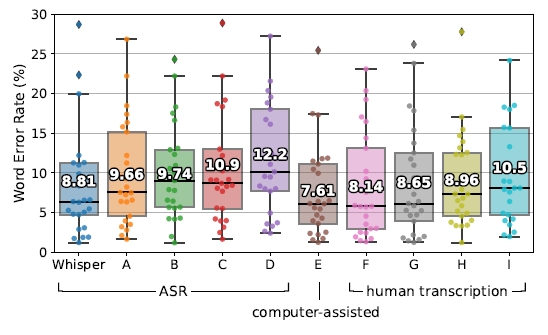 30
25
20
15
10
5
0
Word Error Rate (%)
8.81 9.66 9.74 10.9 12.2 7.61 8.14 8.65 8.96 10.5
Whisper A B C D E F G H I
ASR human transcription
computer-assisted